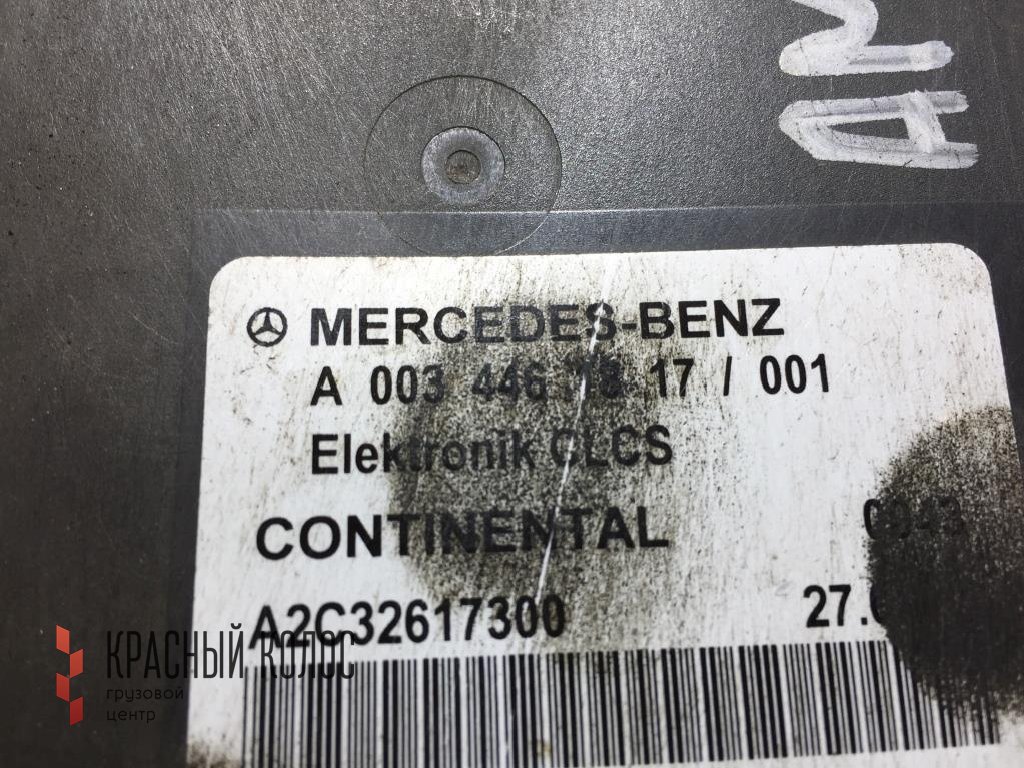 MERCEDES-BENZ
A 003 446 18 17 / 001
Elektronik CLCS
CONTINENTAL
A2C32617300
КРАСНЫЙ КОЛОС
грузовой
центр